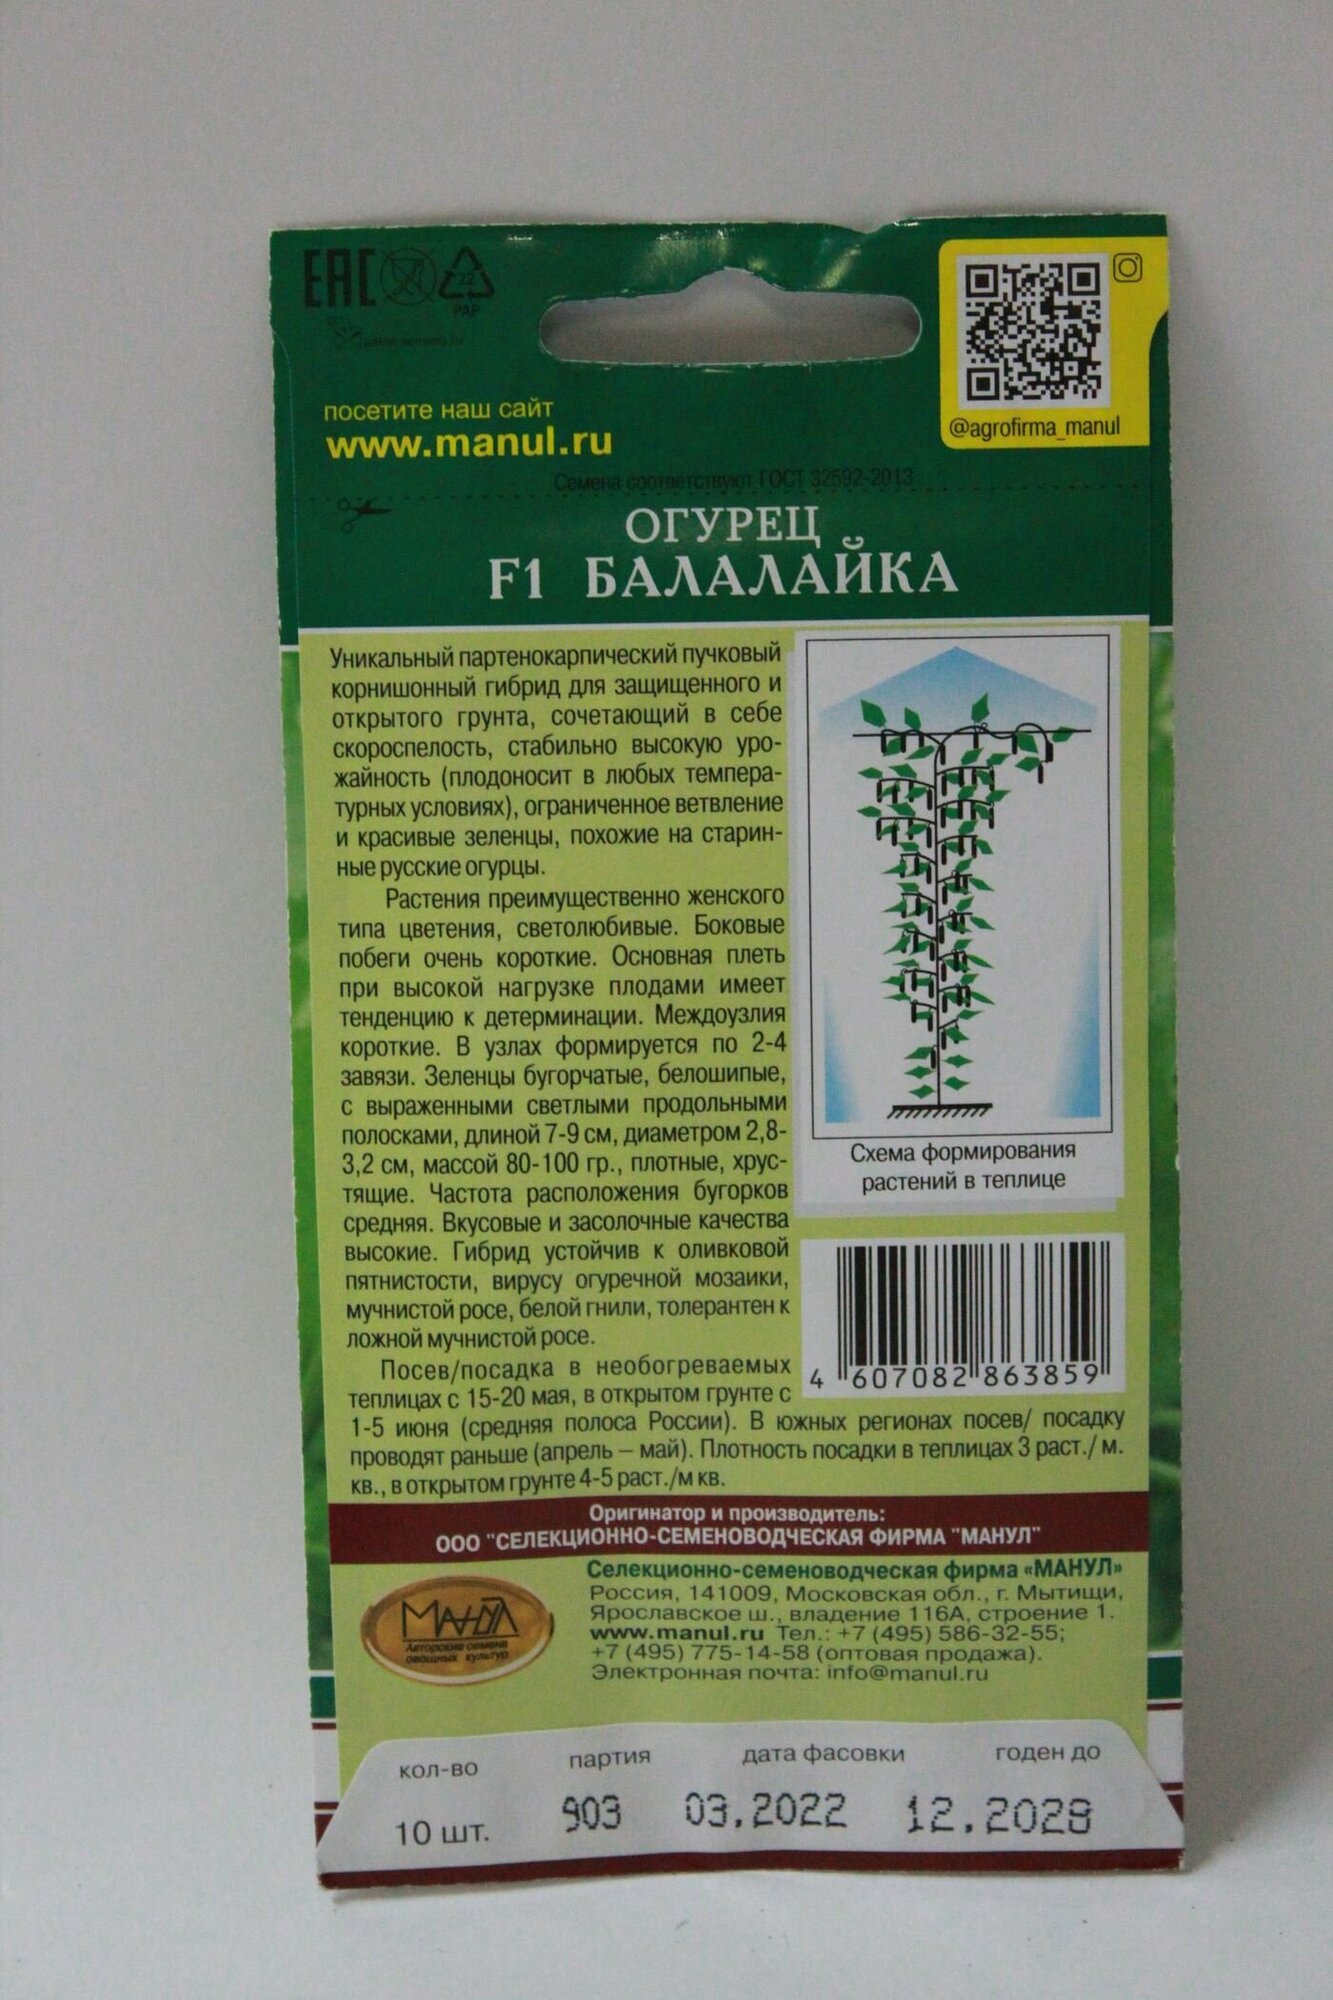 ЕАС
22
PAP
@agrofirma_manul
посетите наш сайт
www.manul.ru
Семена соответствуют ГОСТ 32592-2013
ОГУРЕЦ
F1 БАЛАЛАЙКА
Уникальный партенокарпический пучковый
корнишонный гибрид для защищенного и
открытого грунта, сочетающий в себе
скороспелость, стабильно высокую уро-
жайность (плодоносит в любых темпера-
турных условиях), ограниченное ветвление
и красивые зеленцы, похожие на старин-
ные русские огурцы.
Растения преимущественно женского
типа цветения, светолюбивые. Боковые
побеги очень короткие. Основная плеть
при высокой нагрузке плодами имеет
тенденцию к детерминации. Междоузлия
короткие. В узлах формируется по 2-4
завязи. Зеленцы бугорчатые, белошипые,
с выраженными светлыми продольными
полосками, длиной 7-9 см, диаметром 2,8-
3,2 см, массой 80-100 гр., плотные, хрус-
тящие. Частота расположения бугорков
средняя. Вкусовые и засолочные качества
высокие. Гибрид устойчив к оливковой
пятнистости, вирусу огуречной мозаики,
мучнистой росе, белой гнили, толерантен к
ложной мучнистой росе.
Посев/посадка в необогреваемых
теплицах с 15-20 мая, в открытом грунте с
1-5 июня (средняя полоса России). В южных регионах посев/ посадку
проводят раньше (апрель – май). Плотность посадки в теплицах 3 раст./ м.
кв., в открытом грунте 4-5 раст./м кв.
Схема формирования
растений в теплице
4 607082 863859
Оригинатор и производитель:
ООО "СЕЛЕКЦИОННО-СЕМЕНОВОДЧЕСКАЯ ФИРМА "МАНУЛ"
МАНУЛ
Авторские семена
овощных культур
Селекционно-семеноводческая фирма «МАНУЛ»
Россия, 141009, Московская обл., г. Мытищи,
Ярославское ш., владение 116А, строение 1.
www.manul.ru Тел.: +7 (495) 586-32-55;
+7 (495) 775-14-58 (оптовая продажа).
Электронная почта: info@manul.ru
кол-во партия дата фасовки годен до
10 шт. 903 03.2022 12.2028